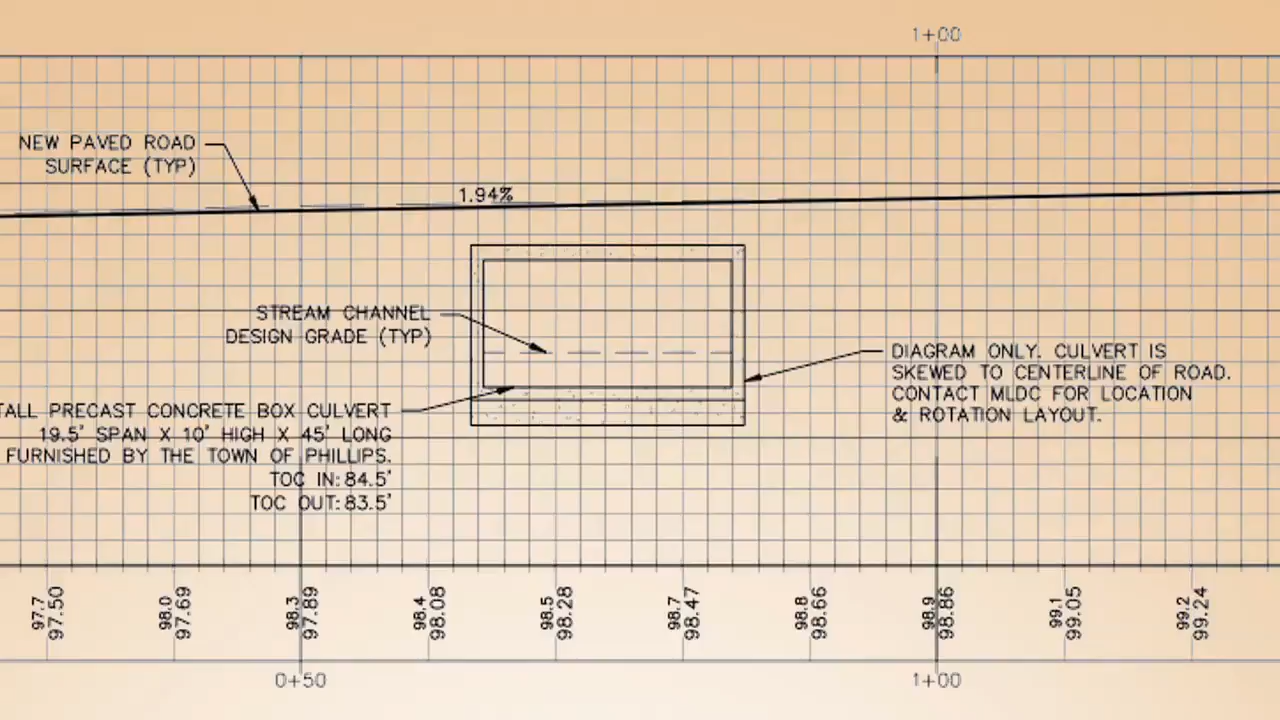 1+00
NEW PAVED ROAD
SURFACE (TYP)
1.94%
STREAM CHANNEL
DESIGN GRADE (TYP)
DIAGRAM ONLY. CULVERT IS
SKEWED TO CENTERLINE OF ROAD.
CONTACT MLDC FOR LOCATION
& ROTATION LAYOUT.
TALL PRECAST CONCRETE BOX CULVERT
19.5' SPAN X 10' HIGH X 45' LONG
FURNISHED BY THE TOWN OF PHILLIPS.
TOC IN: 84.5'
TOC OUT: 83.5'
97.7
97.50
98.0
97.69
98.3
97.89
98.4
98.08
98.5
98.28
98.7
98.47
98.8
98.66
98.9
98.86
99.1
99.05
99.2
99.24
0+50
1+00